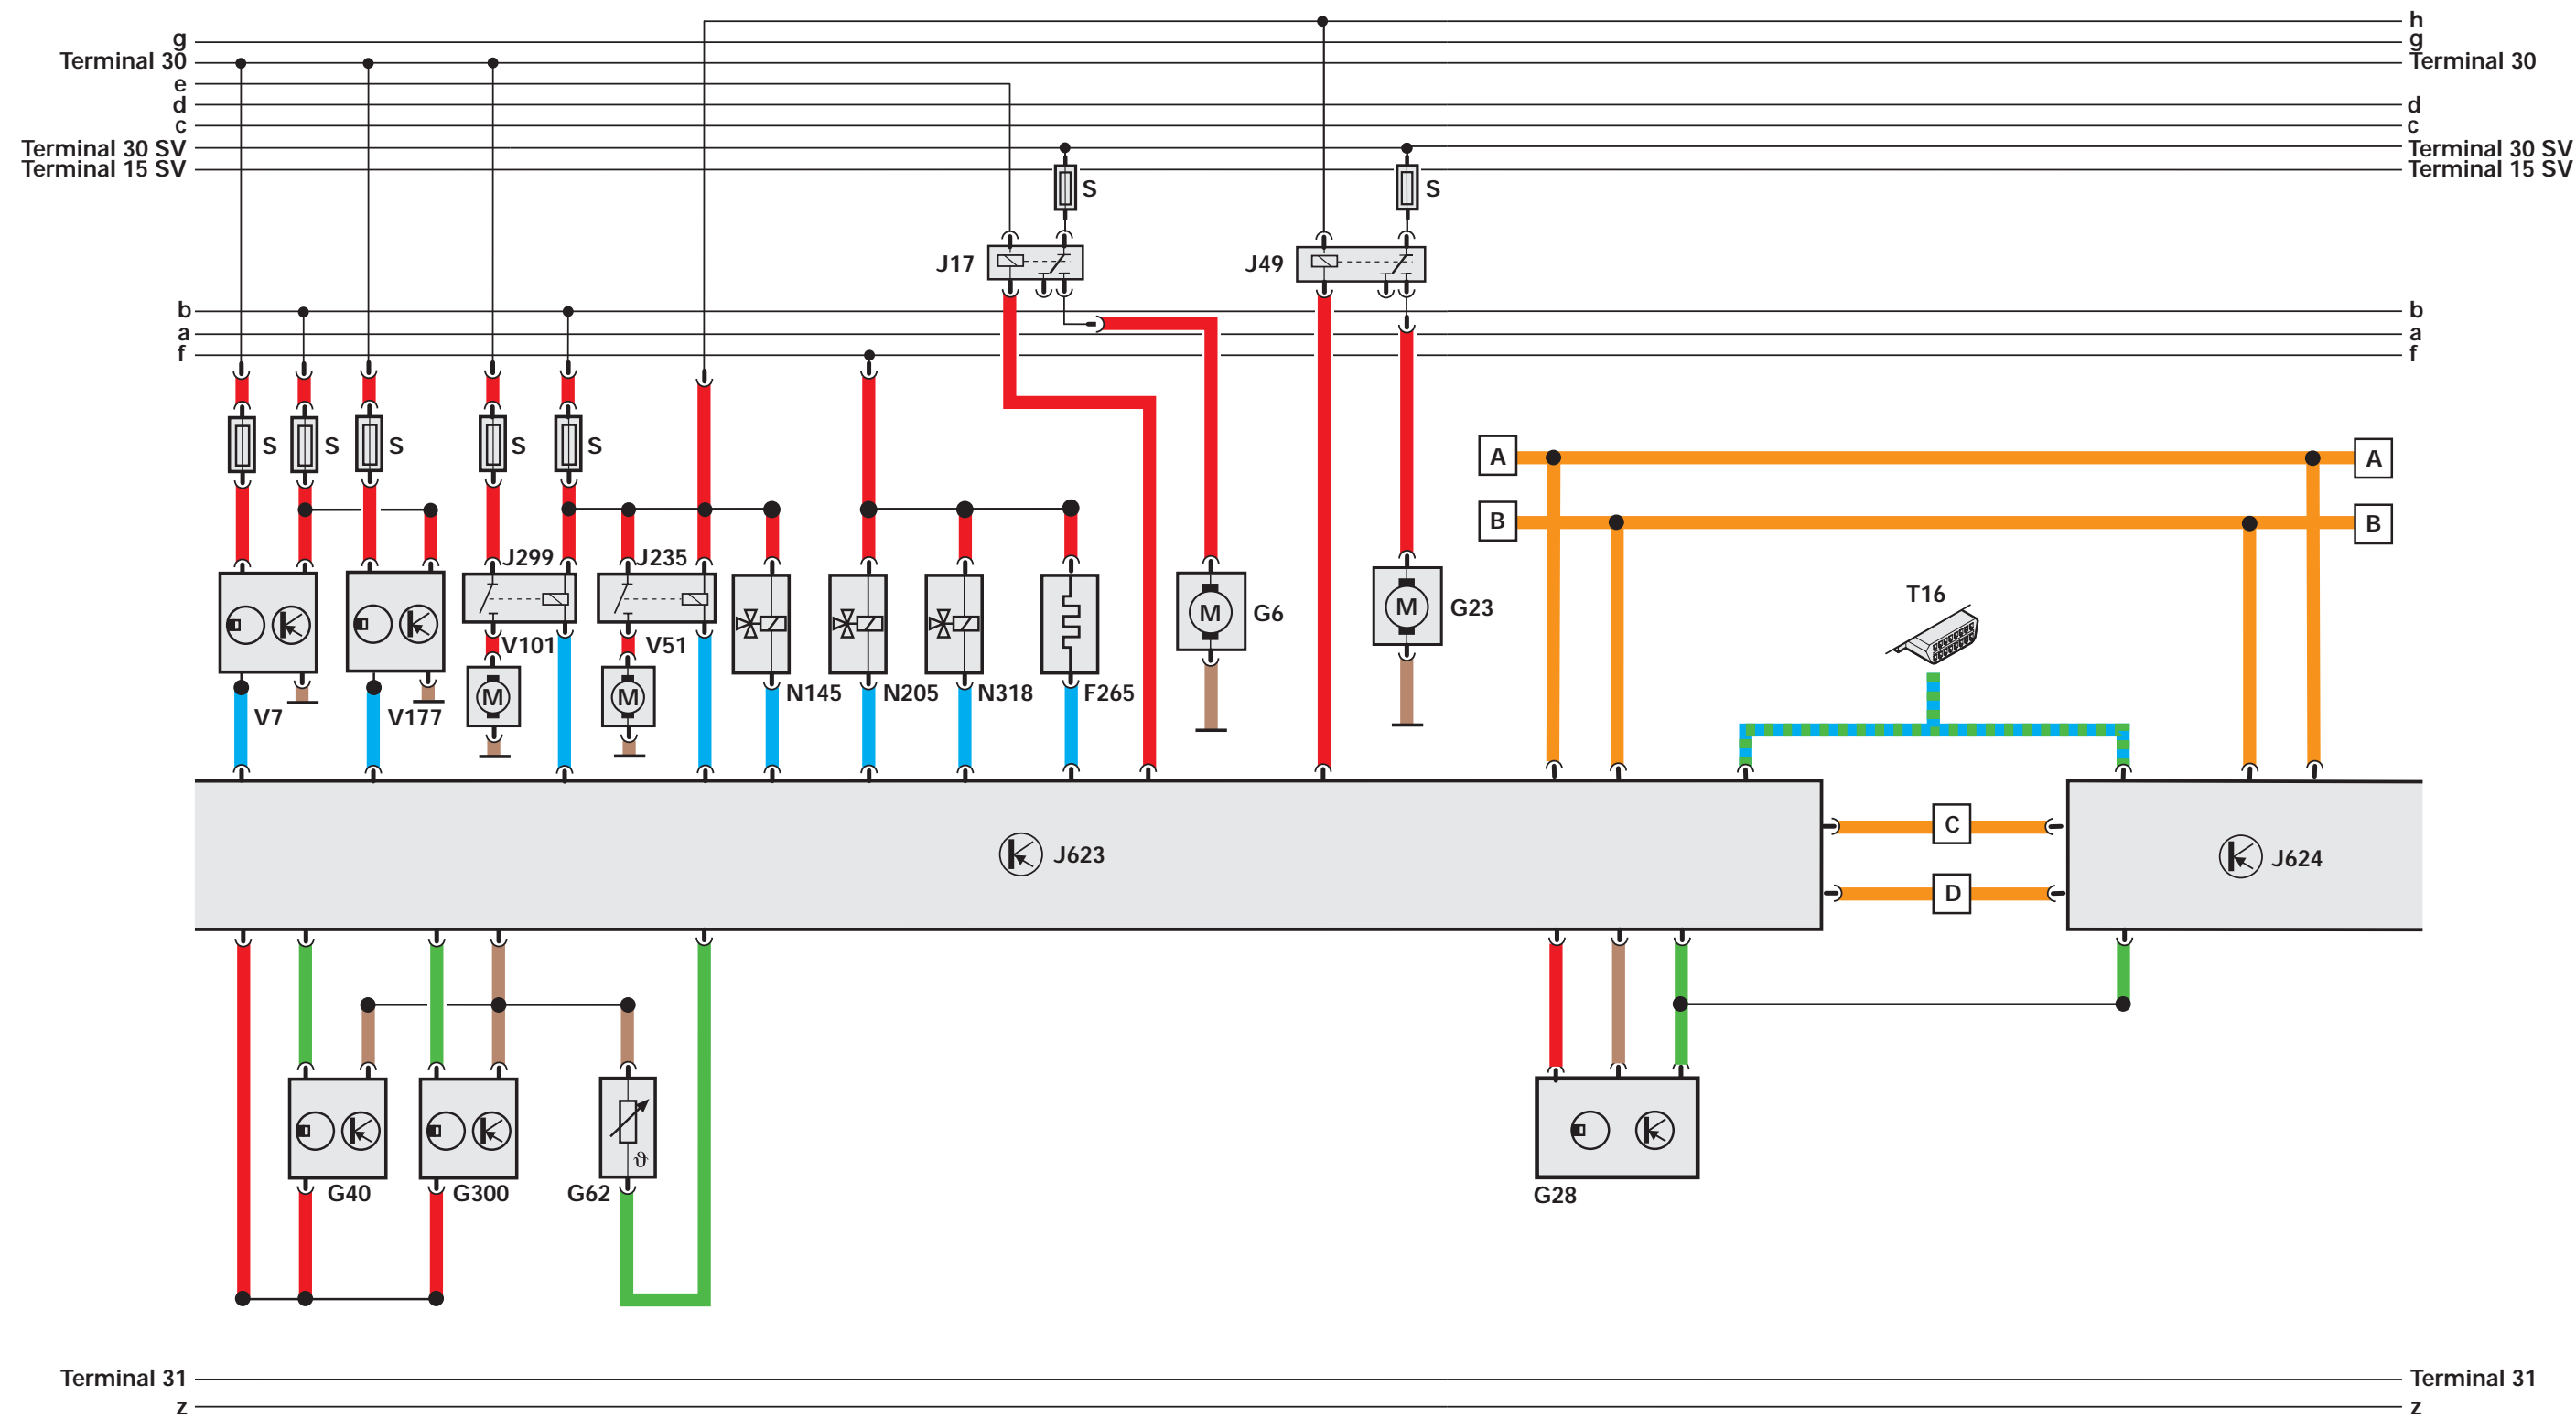 h
g g
Terminal 30 Terminal 30
e
d d
c c
Terminal 30 SV Terminal 30 SV
Terminal 15 SV Terminal 15 SV
S S
J17 J49
b b
a a
f f
S S S S S
A A
B B
J299 J235
T16
M G6 M G23
V101 V51
M M
N145 N205 N318 F265
V7 V177
C
J623 J624
D
ϑ
G40 G300 G62 G28
Terminal 31 Terminal 31
z z